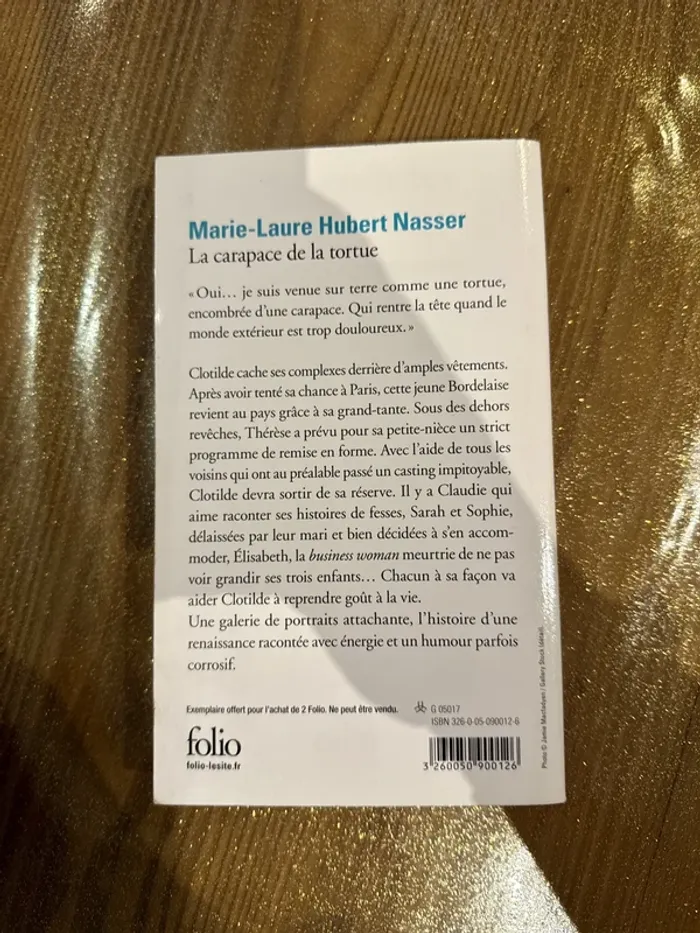 Marie-Laure Hubert Nasser
La carapace de la tortue
« Oui... je suis venue sur terre comme une tortue,
encombrée d'une carapace. Qui rentre la tête quand le
monde extérieur est trop douloureux. »
Clotilde cache ses complexes derrière d'amples vêtements.
Après avoir tenté sa chance à Paris, cette jeune Bordelaise
revient au pays grâce à sa grand-tante. Sous des dehors
revêches, Thérèse a prévu pour sa petite-nièce un strict
programme de remise en forme. Avec l'aide de tous les
voisins qui ont au préalable passé un casting impitoyable,
Clotilde devra sortir de sa réserve. Il y a Claudie qui
aime raconter ses histoires de fesses, Sarah et Sophie,
délaissées par leur mari et bien décidées à s'en accom-
moder, Élisabeth, la business woman meurtrie de ne pas
voir grandir ses trois enfants... Chacun à sa façon va
aider Clotilde à reprendre goût à la vie.
Une galerie de portraits attachante, l'histoire d'une
renaissance racontée avec énergie et un humour parfois
corrosif.
Exemplaire offert pour l'achat de 2 Folio. Ne peut être vendu.
G 05017
ISBN 326-0-05-090012-6
folio
folio-lesite.fr
3 260050 900126
Photo © Jamie Macfadyen / Gallery Stock (détail).